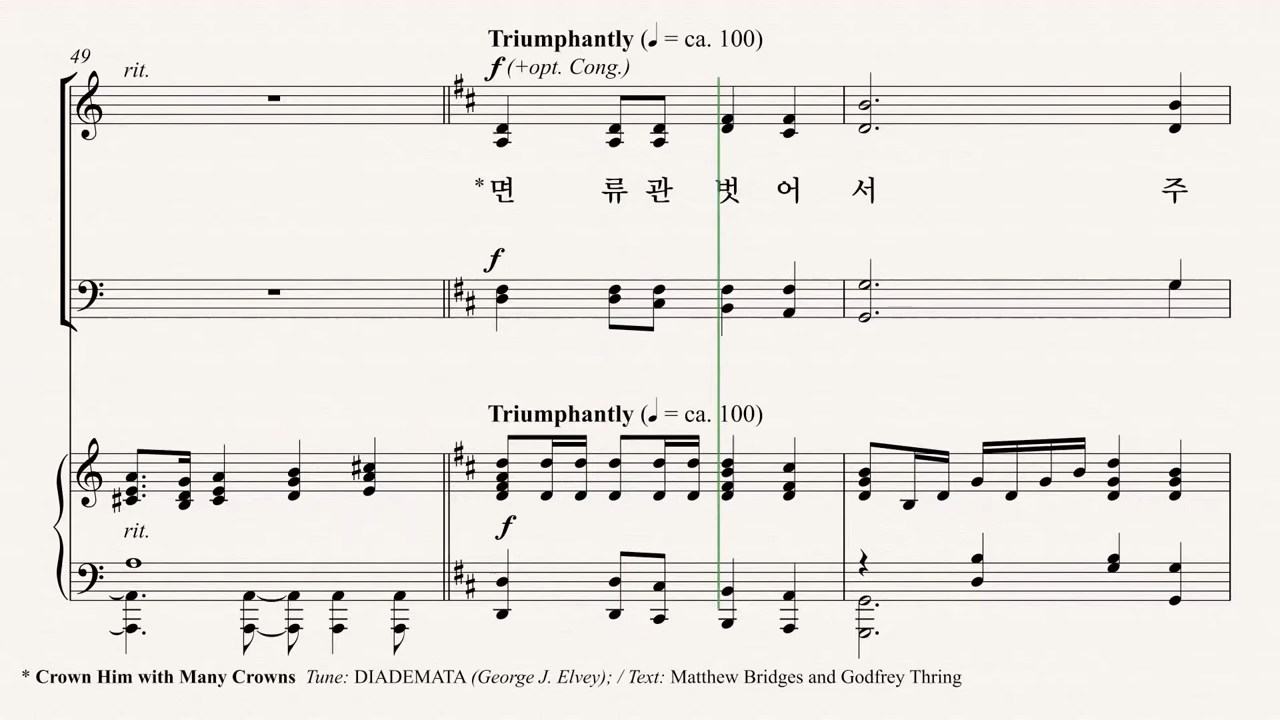 Triumphantly (♩ = ca. 100)
49
rit.
f (+opt. Cong.)
*면 류 관 벗 어 서 주
f
Triumphantly (♩ = ca. 100)
f
rit.
* Crown Him with Many Crowns Tune: DIADEMATA (George J. Elvey); / Text: Matthew Bridges and Godfrey Thring